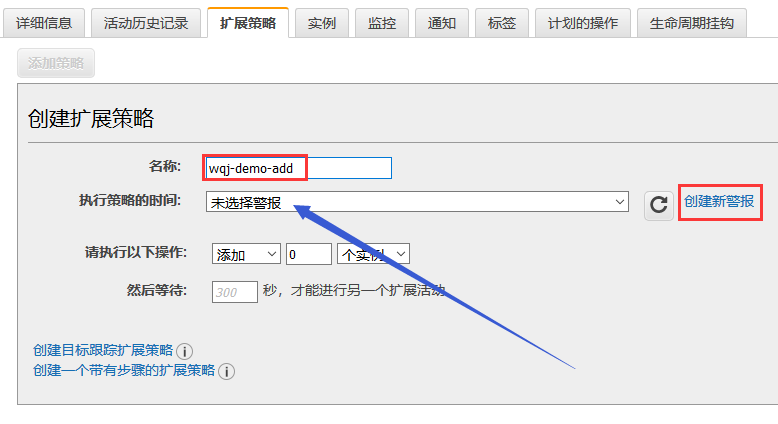 详细信息 活动历史记录 扩展策略 实例 监控 通知 标签 计划的操作 生命周期挂钩
添加策略
创建扩展策略
名称: wqj-demo-add
执行策略的时间: 未选择警报 创建新警报
请执行以下操作: 添加 0 个实例
然后等待: 300 秒，才能进行另一个扩展活动
创建目标跟踪扩展策略 i
创建一个带有步骤的扩展策略 i